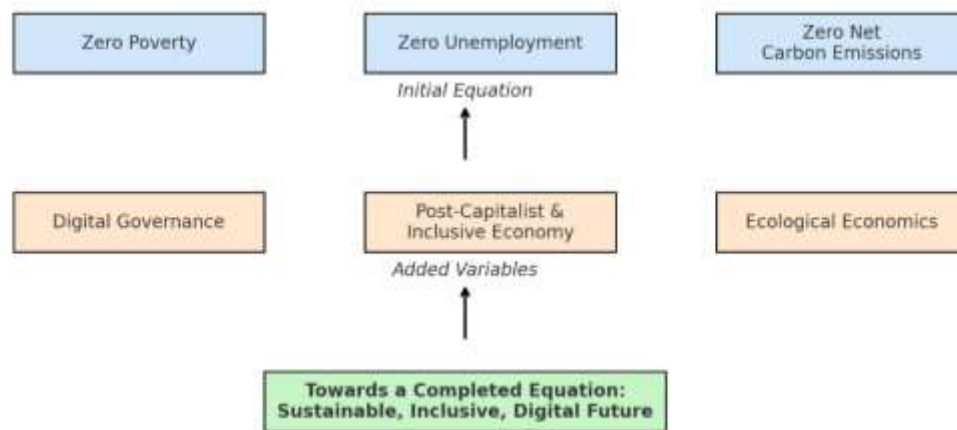 Zero Poverty
Zero Unemployment
Zero Net
Carbon Emissions
Initial Equation
Digital Governance
Post-Capitalist &
Inclusive Economy
Ecological Economics
Added Variables
Towards a Completed Equation:
Sustainable, Inclusive, Digital Future